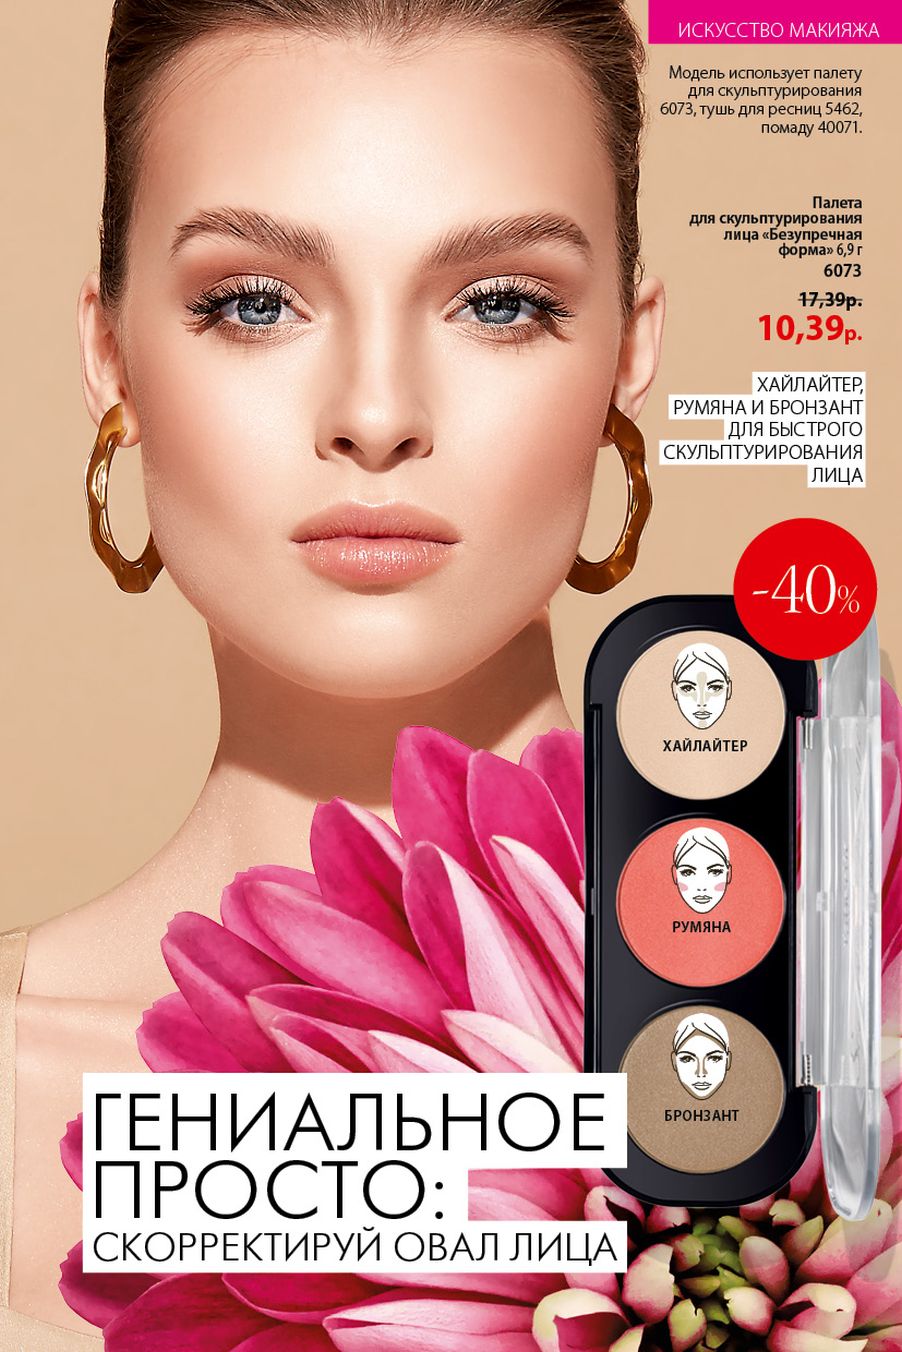 ИСКУССТВО МАКИЯЖА
Модель использует палету
для скульптурирования
6073, тушь для ресниц 5462,
помаду 40071.
Палета
для скульптурирования
лица «Безупречная
форма» 6,9 г
6073
17,39р.
10,39р.
ХАЙЛАЙТЕР,
РУМЯНА И БРОНЗАНТ
ДЛЯ БЫСТРОГО
СКУЛЬПТУРИРОВАНИЯ
ЛИЦА
-40%
ХАЙЛАЙТЕР
РУМЯНА
БРОНЗАНТ
ГЕНИАЛЬНОЕ
ПРОСТО:
СКОРРЕКТИРУЙ ОВАЛ ЛИЦА